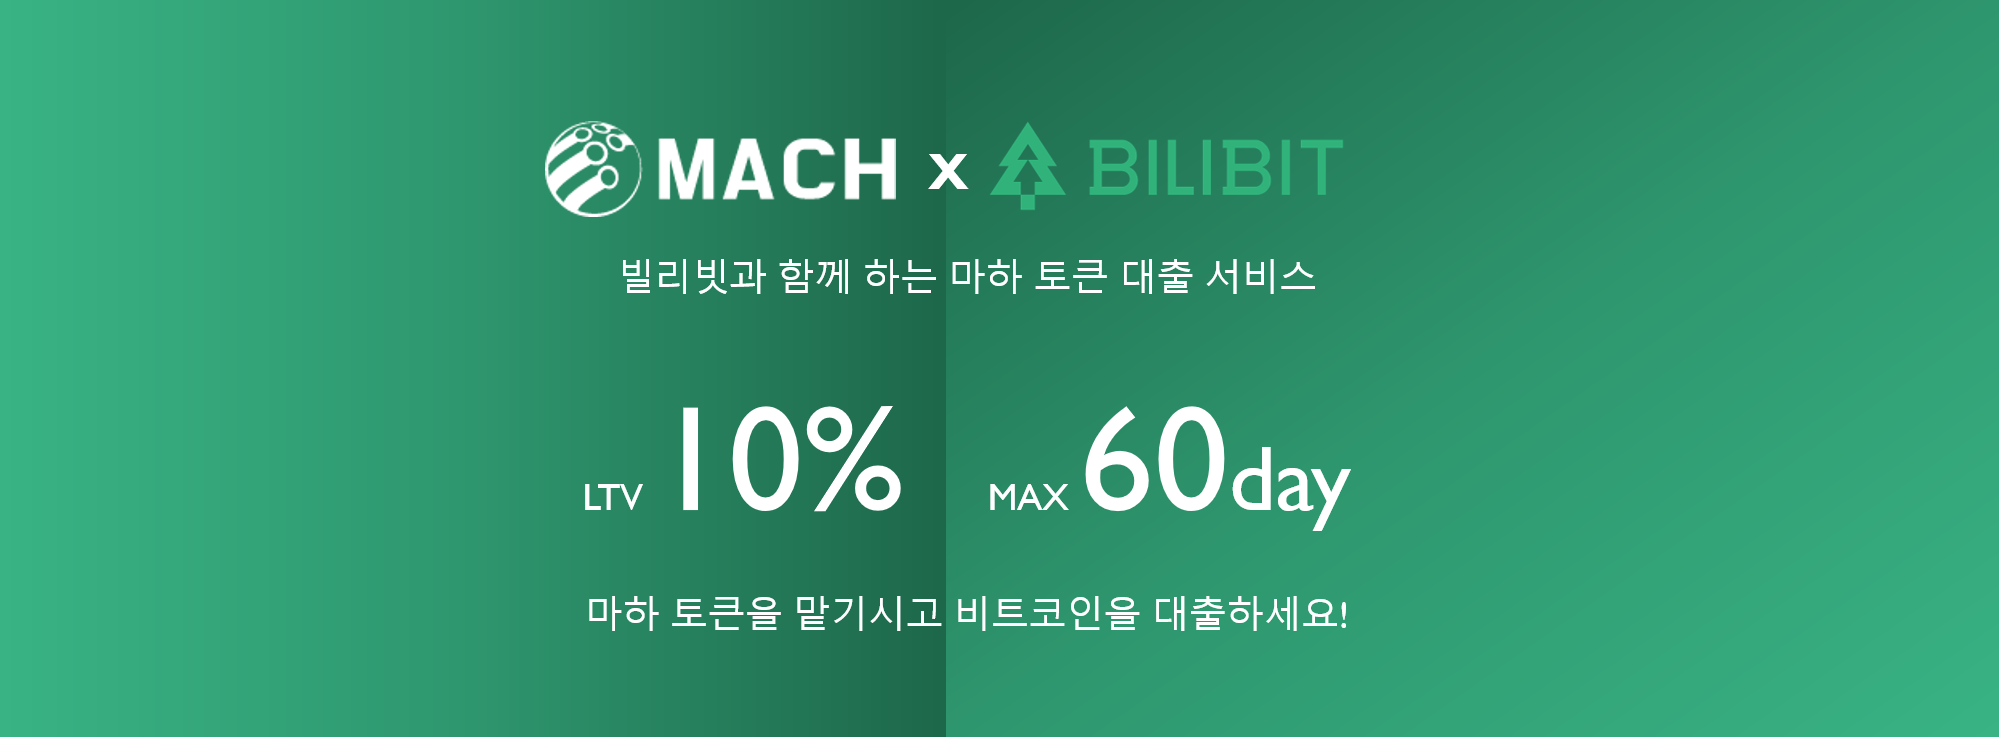 MACH x BILIBIT
빌리빗과 함께 하는 마하 토큰 대출 서비스
LTV 10% MAX 60day
마하 토큰을 맡기시고 비트코인을 대출하세요!